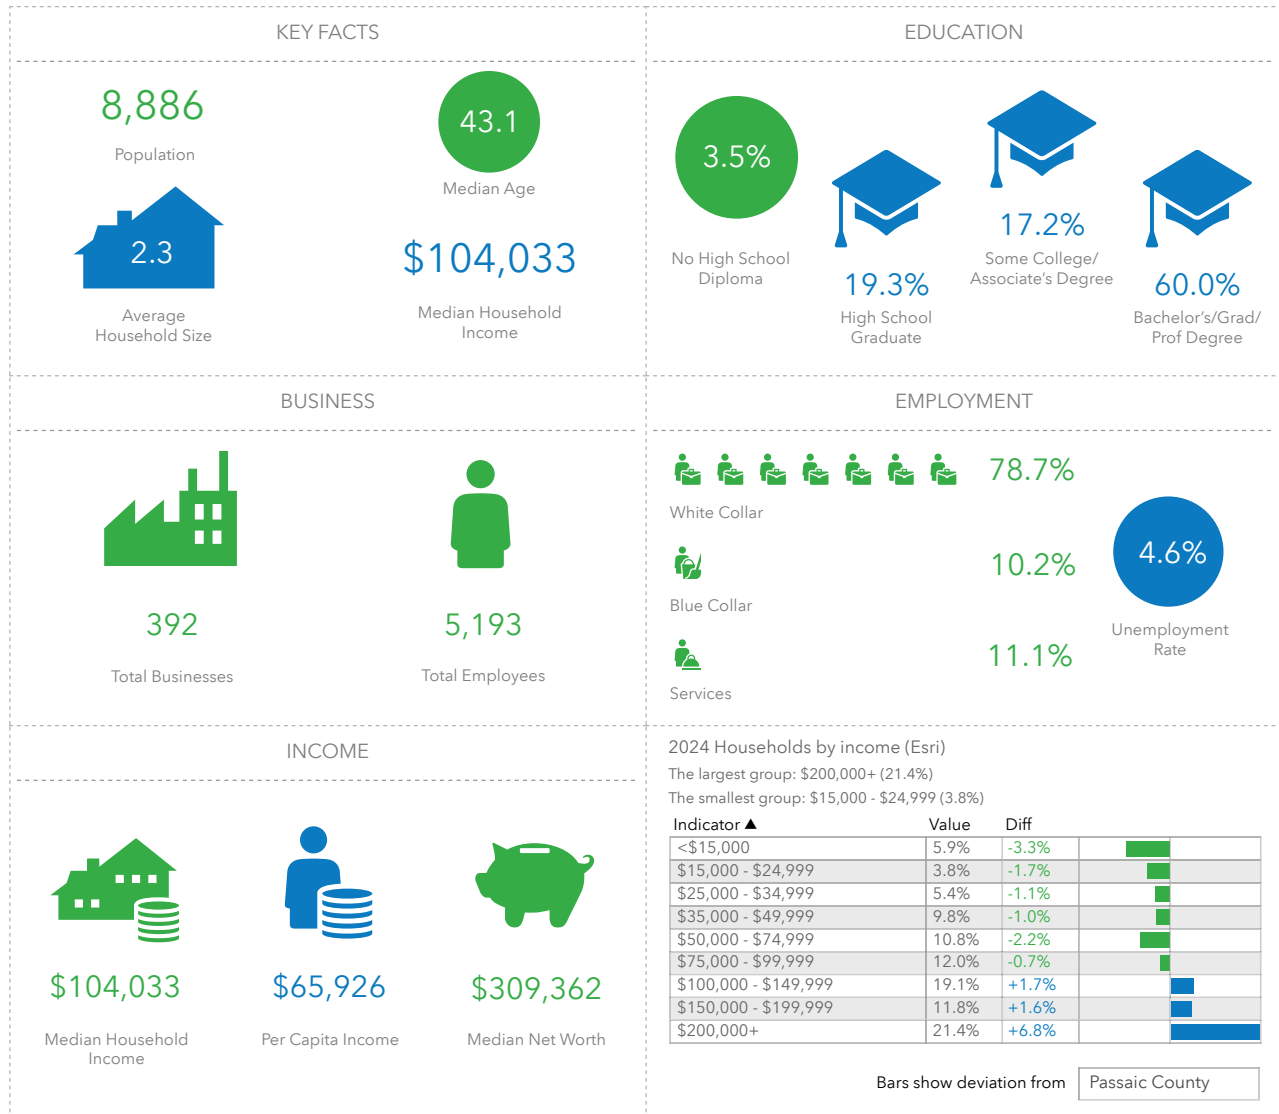 KEY FACTS
8,886
Population
43.1
Median Age
2.3
Average
Household Size
$104,033
Median Household
Income
EDUCATION
3.5%
No High School
Diploma
19.3%
High School
Graduate
17.2%
Some College/
Associate's Degree
60.0%
Bachelor's/Grad/
Prof Degree
BUSINESS
392
Total Businesses
5,193
Total Employees
EMPLOYMENT
78.7%
White Collar
10.2%
Blue Collar
11.1%
Services
4.6%
Unemployment
Rate
INCOME
$104,033
Median Household
Income
$65,926
Per Capita Income
$309,362
Median Net Worth
2024 Households by income (Esri)
The largest group: $200,000+ (21.4%)
The smallest group: $15,000 - $24,999 (3.8%)
Indicator ▲ Value Diff
<$15,000 5.9% -3.3%
$15,000 - $24,999 3.8% -1.7%
$25,000 - $34,999 5.4% -1.1%
$35,000 - $49,999 9.8% -1.0%
$50,000 - $74,999 10.8% -2.2%
$75,000 - $99,999 12.0% -0.7%
$100,000 - $149,999 19.1% +1.7%
$150,000 - $199,999 11.8% +1.6%
$200,000+ 21.4% +6.8%
Bars show deviation from Passaic County